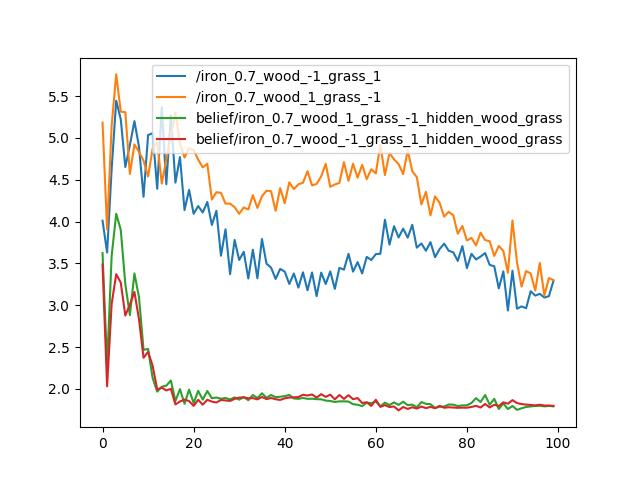 /iron_0.7_wood_-1_grass_1
/iron_0.7_wood_1_grass_-1
belief/iron_0.7_wood_1_grass_-1_hidden_wood_grass
belief/iron_0.7_wood_-1_grass_1_hidden_wood_grass
5.5
5.0
4.5
4.0
3.5
3.0
2.5
2.0
0 20 40 60 80 100